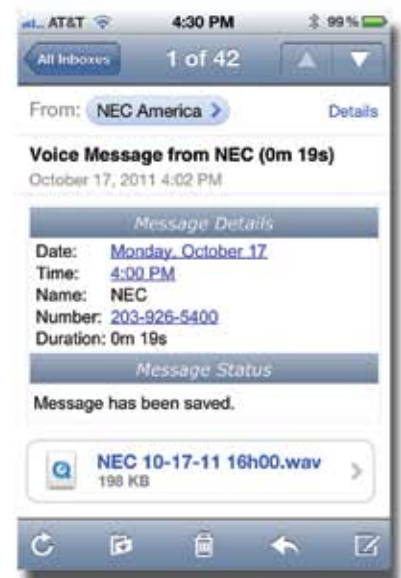 AT&T 4:30 PM 99%
All Inboxes 1 of 42
From: NEC America Details
Voice Message from NEC (0m 19s)
October 17, 2011 4:02 PM
Message Details
Date: Monday, October 17
Time: 4:00 PM
Name: NEC
Number: 203-926-5400
Duration: 0m 19s
Message Status
Message has been saved.
NEC 10-17-11 16h00.wav
198 KB